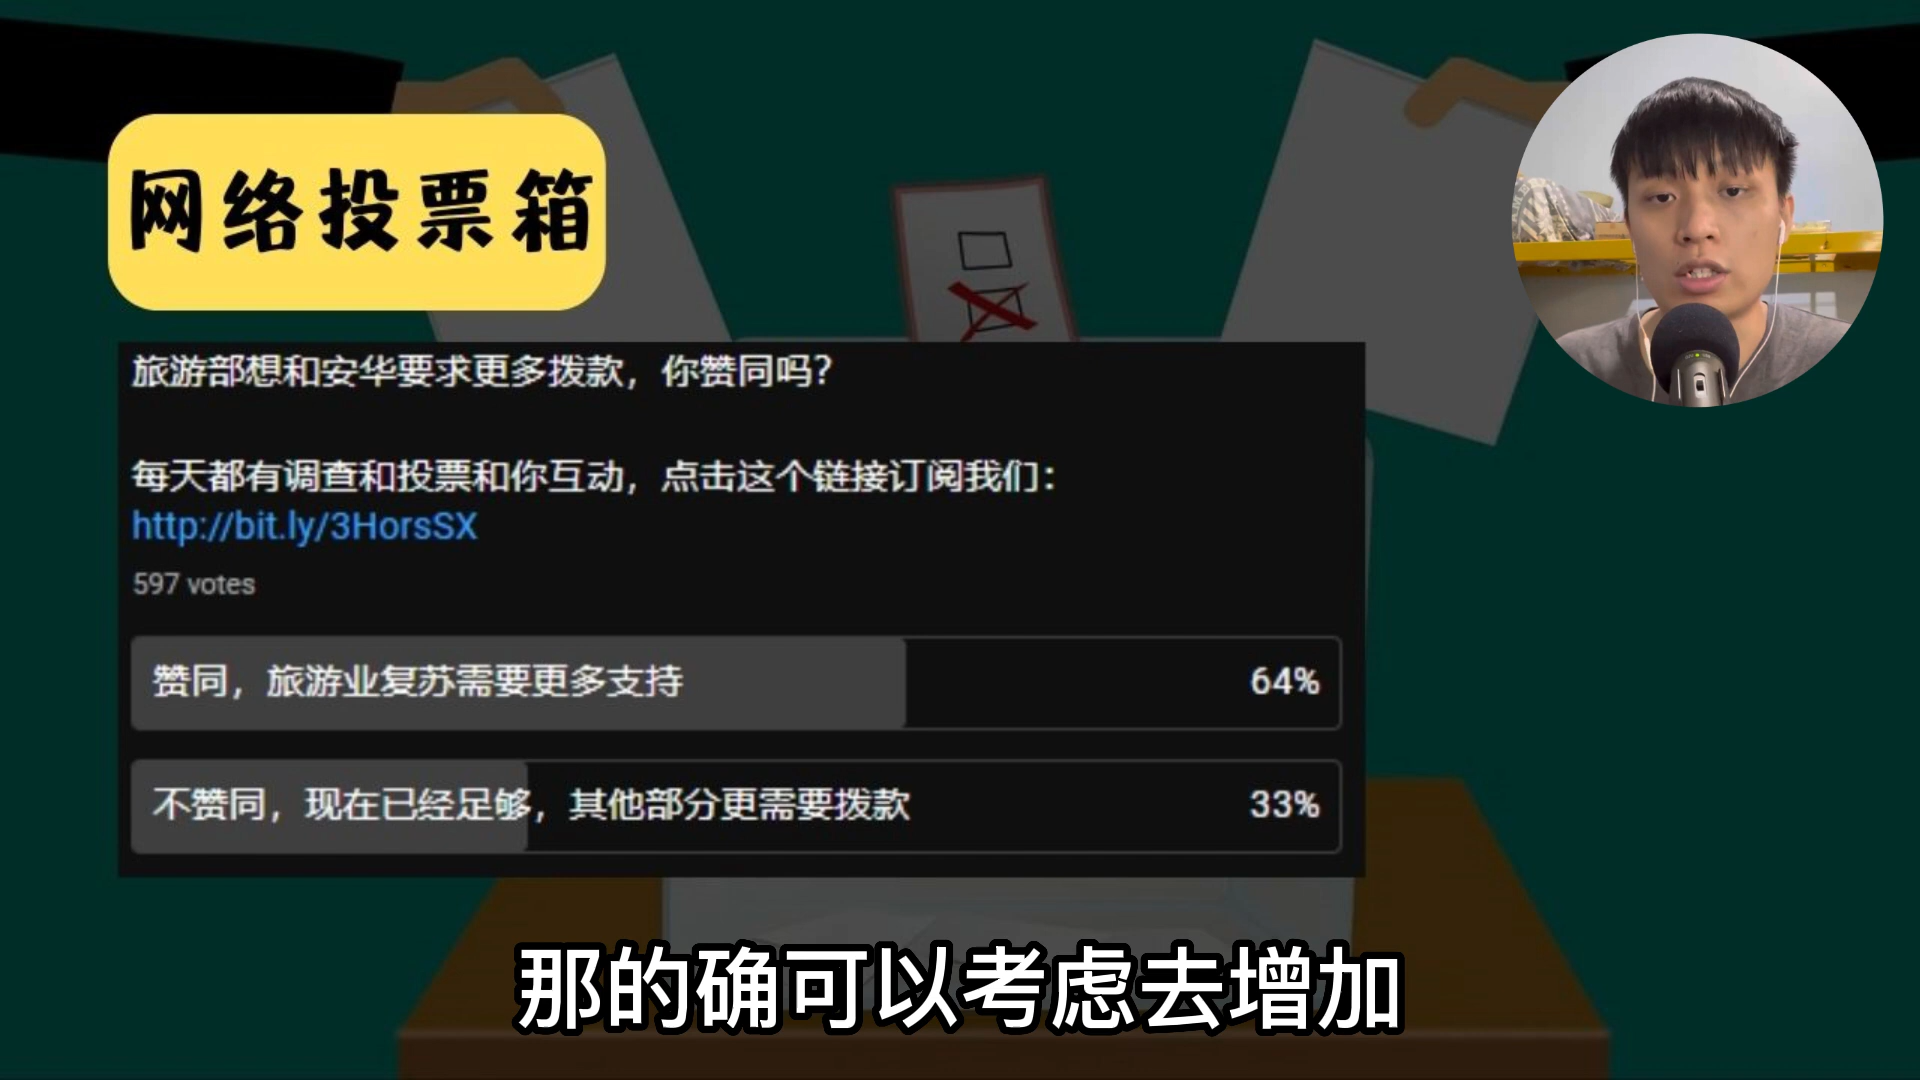 网络投票箱
旅游部想和安华要求更多拨款，你赞同吗？
每天都有调查和投票和你互动，点击这个链接订阅我们：
http://bit.ly/3HorsSX
597 votes
赞同，旅游业复苏需要更多支持
64%
不赞同，现在已经足够，其他部分更需要拨款
33%
那的确可以考虑去增加